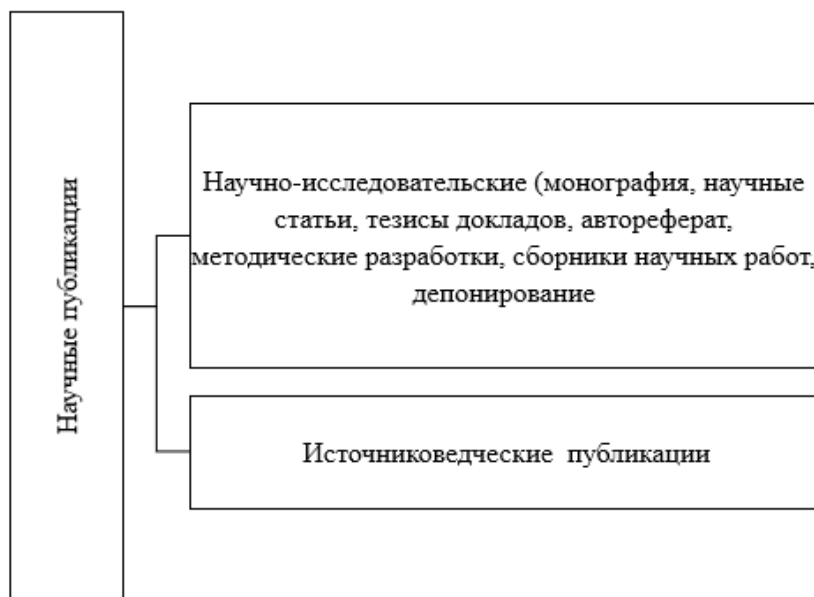 Научные публикации
Научно-исследовательские (монография, научные
статьи, тезисы докладов, автореферат,
методические разработки, сборники научных работ,
депонирование
Источниковедческие публикации